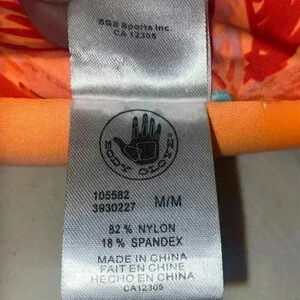 SGS Sports Inc.
CA 12305
BODY GLOVE
105582
3930227 M/M
82 % NYLON
18 % SPANDEX
MADE IN CHINA
FAIT EN CHINE
HECHO EN CHINA
CA12305